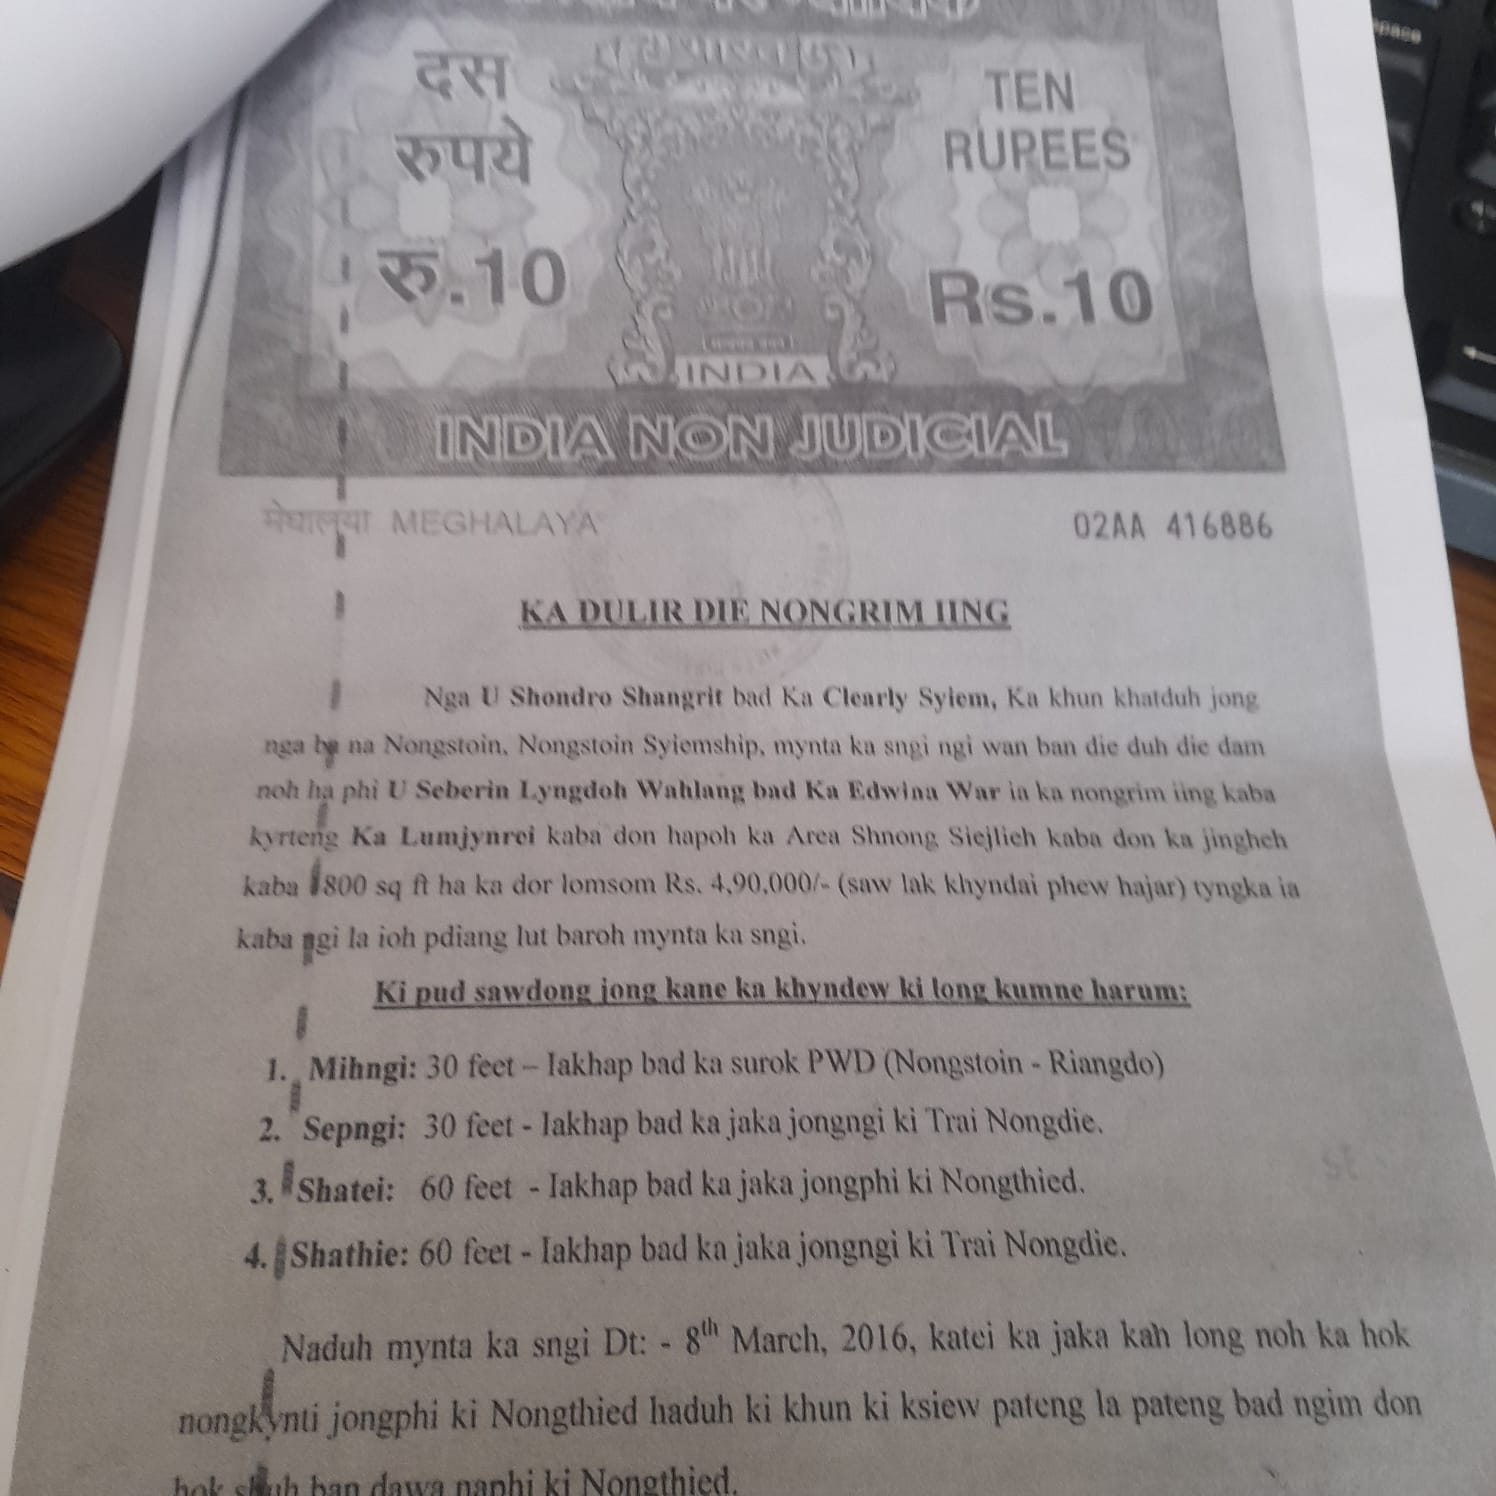 दस
रुपये
रु.10
TEN
RUPEES
Rs.10
INDIA
INDIA NON JUDICIAL
मेघालया MEGHALAYA
02AA 416886
KA DULIR DIE NONGRIM IING
Nga U Shondro Shangrit bad Ka Clearly Syiem, Ka khun khatduh jong
nga ba na Nongstoin, Nongstoin Syiemship, mynta ka sngi ngi wan ban die duh die dam
noh ha phi U Seberin Lyngdoh Wahlang bad Ka Edwina War ia ka nongrim iing kaba
kyrteng Ka Lumjynrei kaba don hapoh ka Area Shnong Siejlieh kaba don ka jingheh
kaba 1800 sq ft ha ka dor lomsom Rs. 4,90,000/- (saw lak khyndai phew hajar) tyngka ia
kaba ngi la ioh pdiang lut baroh mynta ka sngi.
Ki pud sawdong jong kane ka khyndew ki long kumne harum:
1. Mihngi: 30 feet – Iakhap bad ka surok PWD (Nongstoin - Riangdo)
2. Sepngi: 30 feet - Iakhap bad ka jaka jongngi ki Trai Nongdie.
3. Shatei: 60 feet - Iakhap bad ka jaka jongphi ki Nongthied.
4. Shathie: 60 feet - Iakhap bad ka jaka jongngi ki Trai Nongdie.
Naduh mynta ka sngi Dt: - 8th March, 2016, katei ka jaka kan long noh ka hok
nongkynti jongphi ki Nongthied haduh ki khun ki ksiew pateng la pateng bad ngim don
hok shuh ban dawa naphi ki Nongthied.